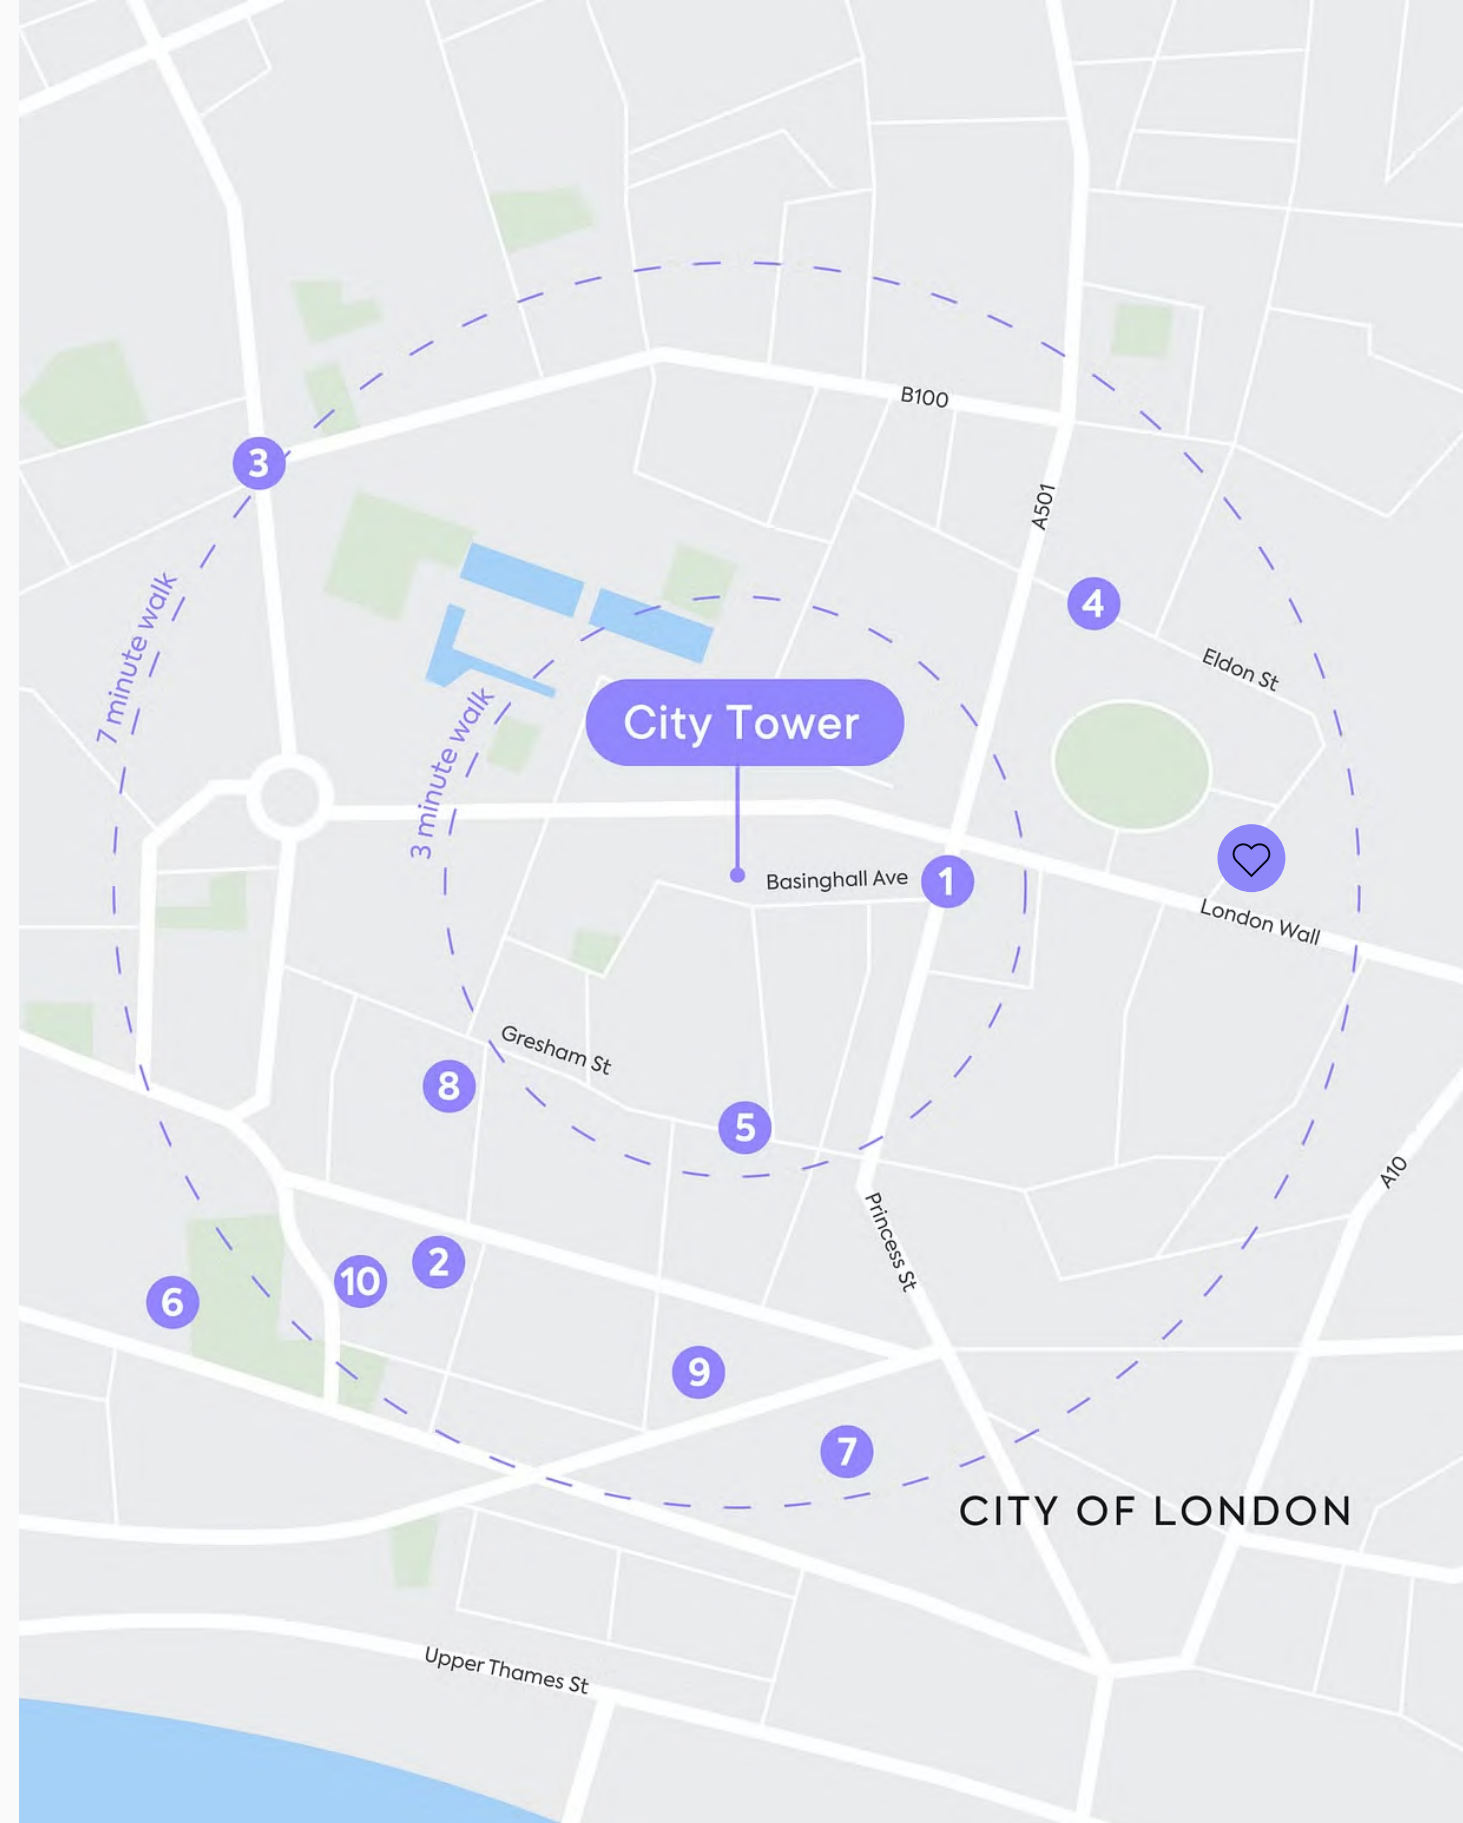 B100
A501
3
4
7 minute walk
Eldon St
3 minute walk
City Tower
Basinghall Ave
1
London Wall
Gresham St
8
5
A10
Princess St
2
10
6
9
7
CITY OF LONDON
Upper Thames St